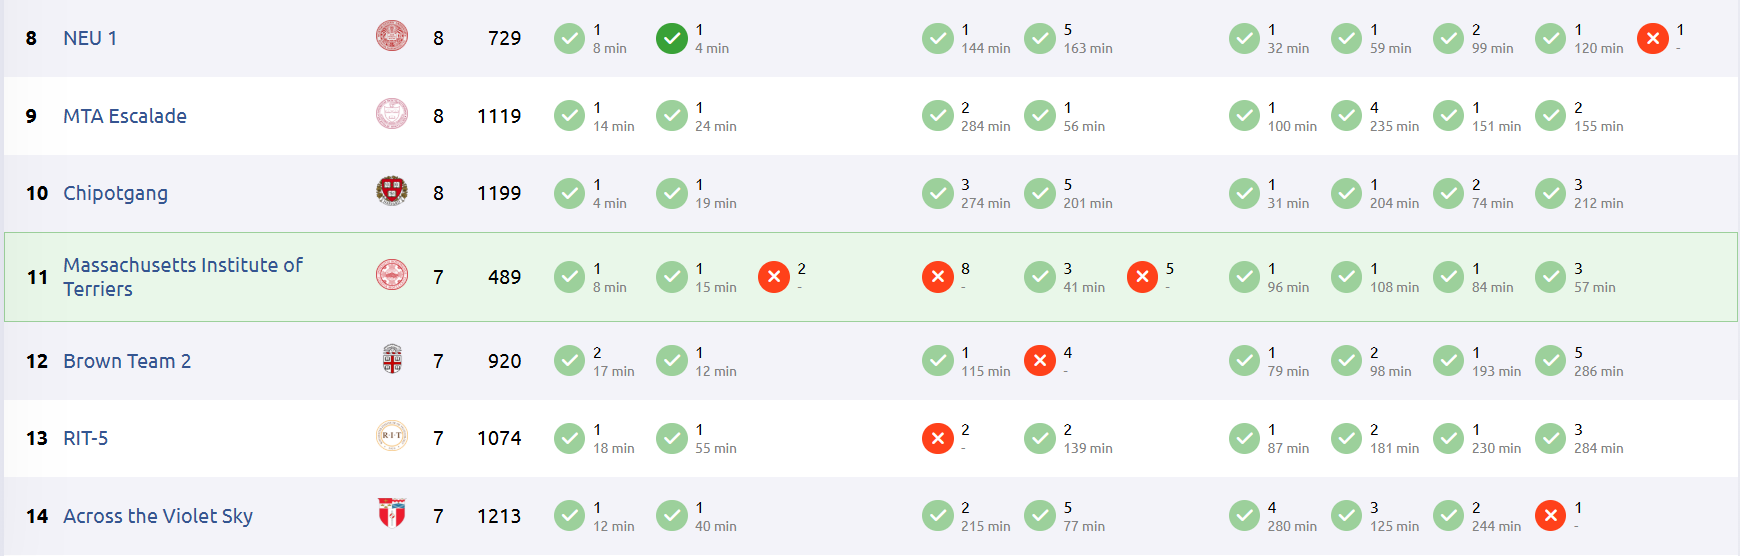 8 NEU 1 8 729 1 1 1 5 1 1 2 1 1
8 min 4 min 144 min 163 min 32 min 59 min 99 min 120 min -
9 MTA Escalade 8 1119 1 1 2 1 1 4 1 2
14 min 24 min 284 min 56 min 100 min 235 min 151 min 155 min
10 Chipotgang 8 1199 1 1 3 5 1 1 2 3
4 min 19 min 274 min 201 min 31 min 204 min 74 min 212 min
11 Massachusetts Institute of
Terriers 7 489 1 1 2 8 3 5 1 1 1 3
8 min 15 min - - 41 min - 96 min 108 min 84 min 57 min
12 Brown Team 2 7 920 2 1 1 4 1 2 1 5
17 min 12 min 115 min - 79 min 98 min 193 min 286 min
13 RIT-5 R·I·T 7 1074 1 1 2 2 1 2 1 3
18 min 55 min - 139 min 87 min 181 min 230 min 284 min
14 Across the Violet Sky 7 1213 1 1 2 5 4 3 2 1
12 min 40 min 215 min 77 min 280 min 125 min 244 min -